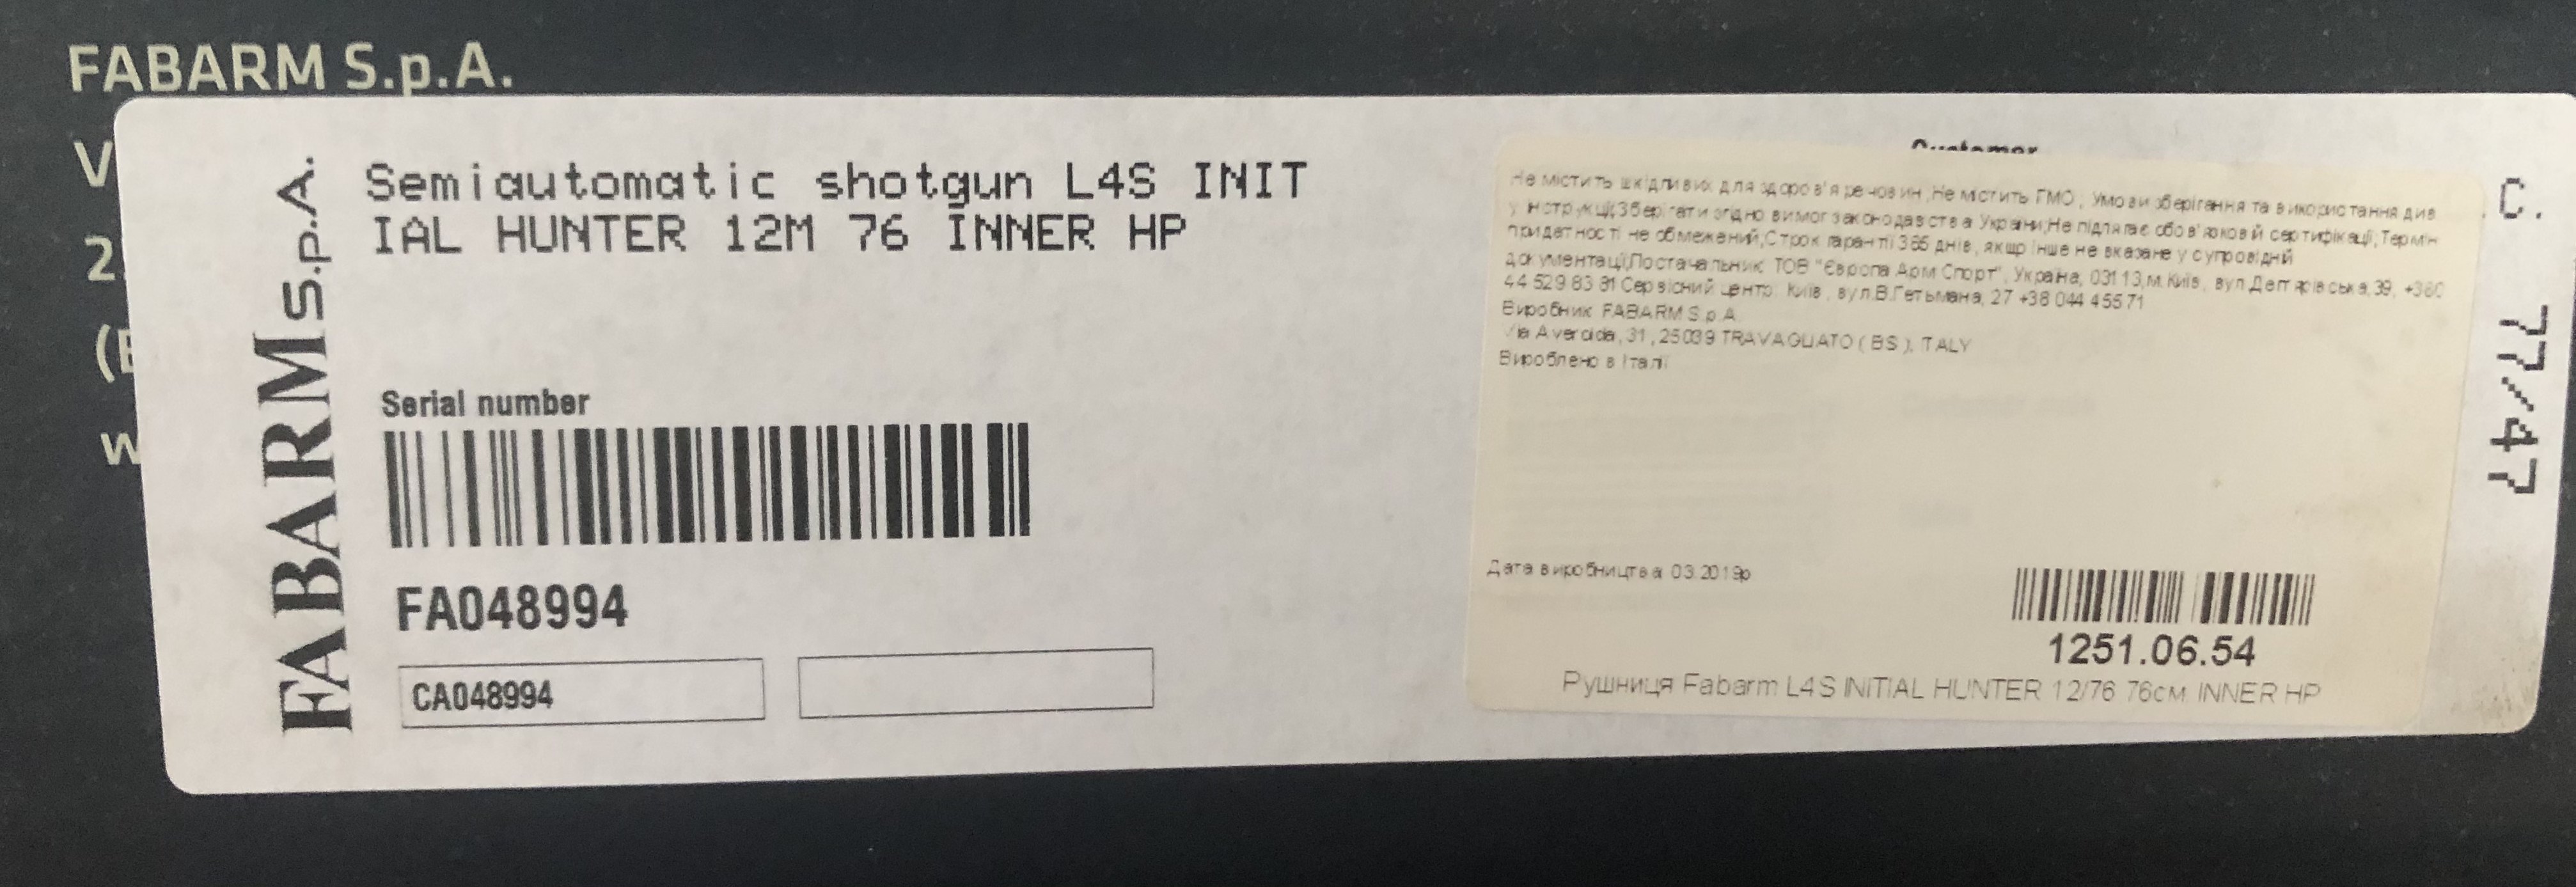 FABARM S.p.A.
V
2
(E
w
FABARM S.p.A.
Semiautomatic shotgun L4S INIT
IAL HUNTER 12M 76 INNER HP
Serial number
FA048994
CA048994
Customer
Не містить шкідливих для здоров'я речовин,Не містить ГМО, Умови зберігання та використання див
у інструкції;Зберігати згідно вимог законодавства України;Не підлягає обов'язковій сертифікації;Термін
придатності не обмежений;Строк гарантії 365 днів, якщо інше не вказане у супровідній
документації;Постачальник ТОВ "Європа Арм Спорт", Україна, 03113,м.Київ, вул.Дегтярівська,39, +380
44 529 83 81 Сервісний центр: Київ, вул.В.Гетьмана, 27 +38 044 455 71
Виробник FABARM S.p.A.
Via Averolda, 31, 25039 TRAVAGLIATO ( BS ), ITALY
Вироблено в Італії
Дата виробництва 03.2019р
1251.06.54
Рушниця Fabarm L4S INITIAL HUNTER 12/76 76см INNER HP
.C.
77/47